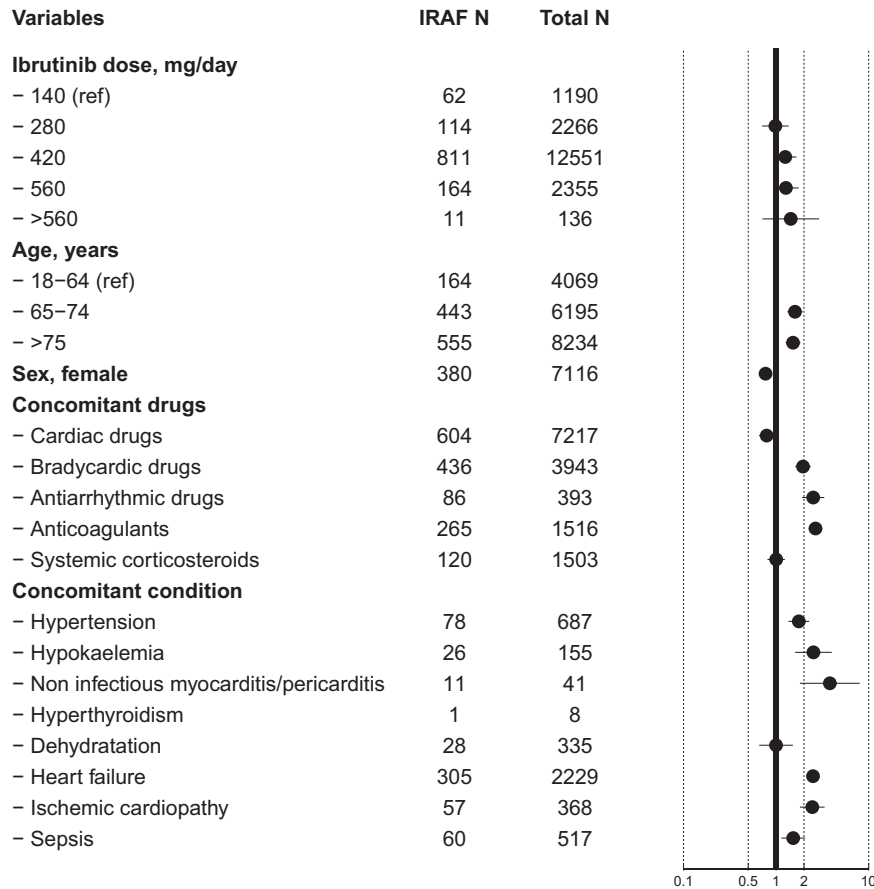 Variables IRAF N Total N
Ibrutinib dose, mg/day
− 140 (ref) 62 1190
− 280 114 2266
− 420 811 12551
− 560 164 2355
− >560 11 136
Age, years
− 18−64 (ref) 164 4069
− 65−74 443 6195
− >75 555 8234
Sex, female 380 7116
Concomitant drugs
− Cardiac drugs 604 7217
− Bradycardic drugs 436 3943
− Antiarrhythmic drugs 86 393
− Anticoagulants 265 1516
− Systemic corticosteroids 120 1503
Concomitant condition
− Hypertension 78 687
− Hypokaelemia 26 155
− Non infectious myocarditis/pericarditis 11 41
− Hyperthyroidism 1 8
− Dehydratation 28 335
− Heart failure 305 2229
− Ischemic cardiopathy 57 368
− Sepsis 60 517
0.1 0.5 1 2 10